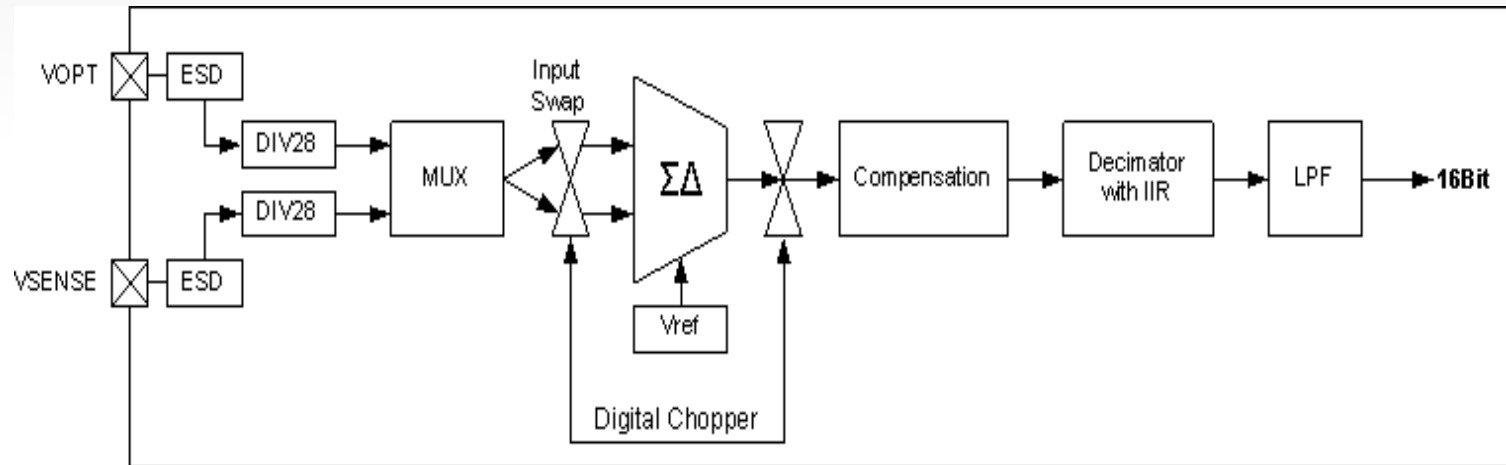 VOPT
ESD
DIV28
DIV28
VSENSE
ESD
MUX
Input
Swap
ΣΔ
Vref
Digital Chopper
Compensation
Decimator
with IIR
LPF
16Bit